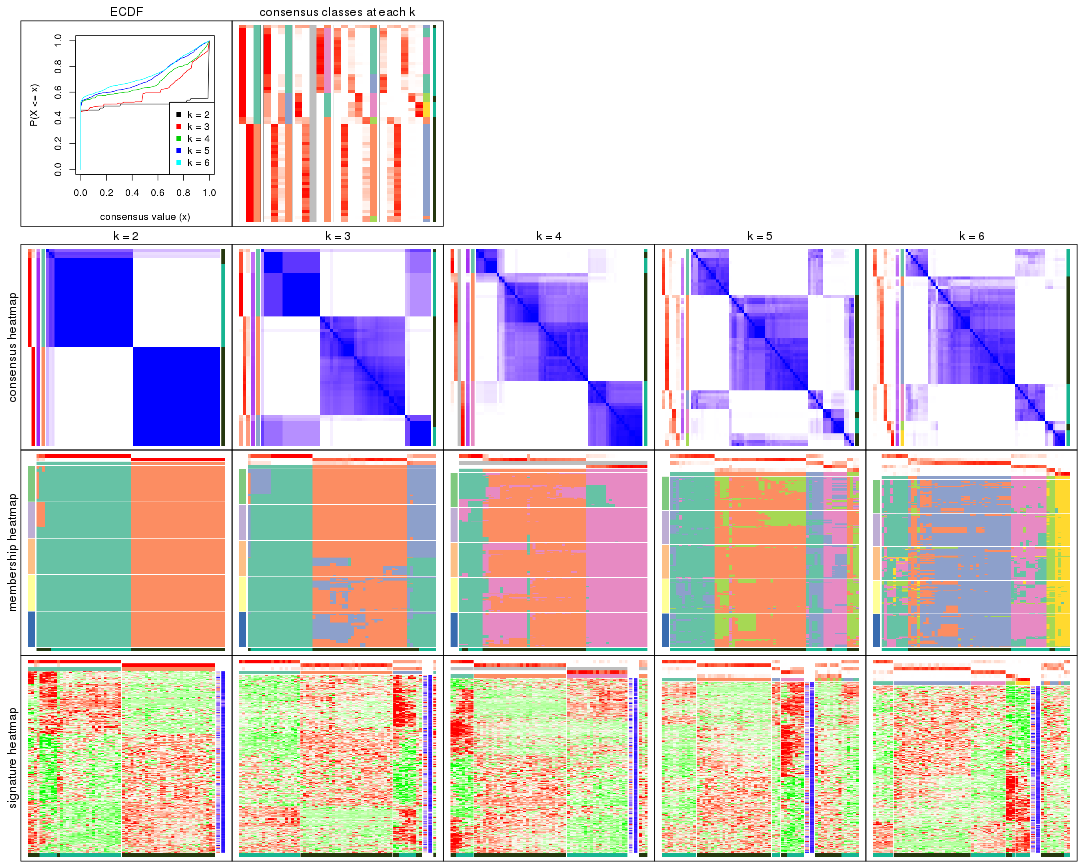 ECDF
consensus classes at each k
P(X <= x)
0.0 0.2 0.4 0.6 0.8 1.0
k = 2
k = 3
k = 4
k = 5
k = 6
0.0 0.2 0.4 0.6 0.8 1.0
consensus value (x)
k = 2
k = 3
k = 4
k = 5
k = 6
consensus heatmap
membership heatmap
signature heatmap